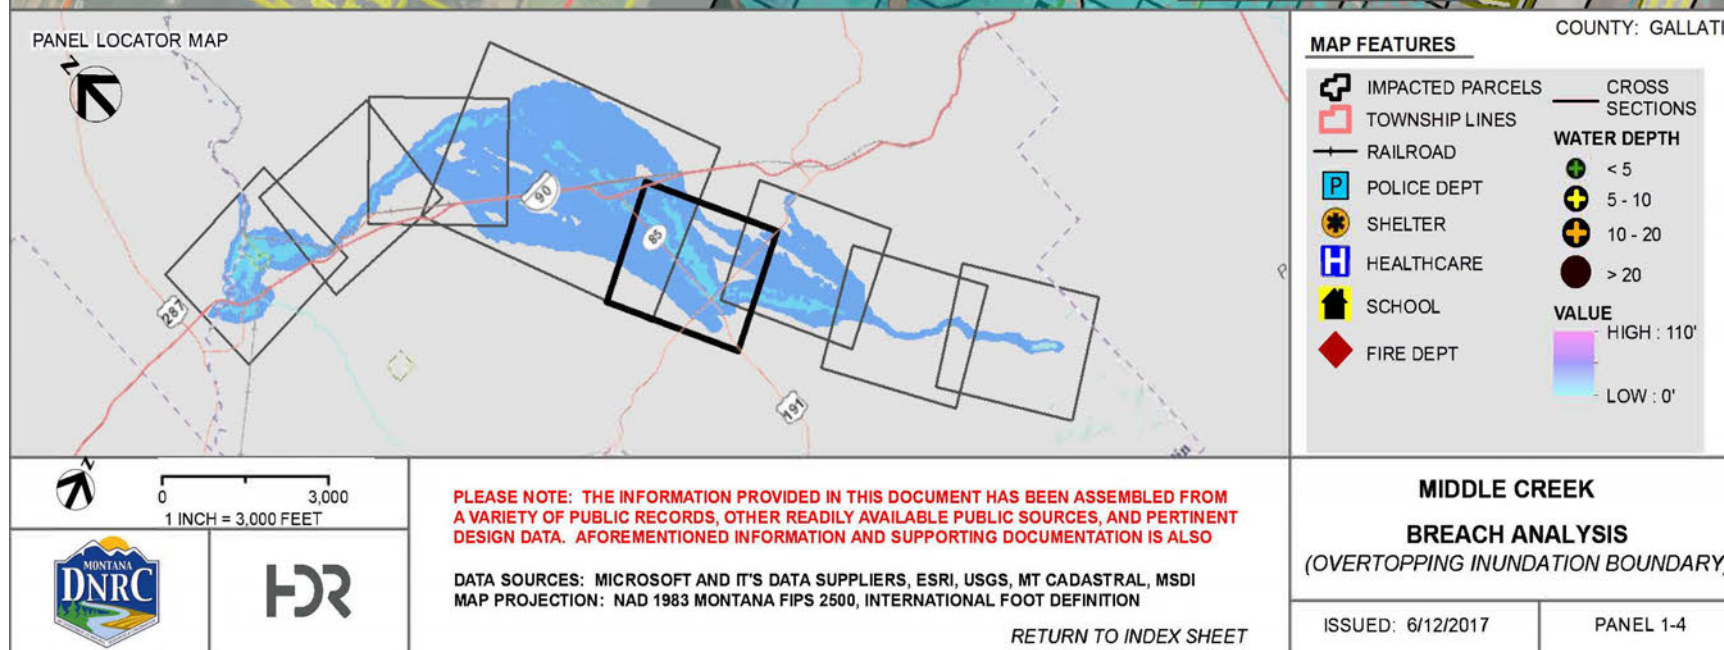 PANEL LOCATOR MAP
N
90
85
287
191
COUNTY: GALLATI
MAP FEATURES
IMPACTED PARCELS
TOWNSHIP LINES
RAILROAD
P POLICE DEPT
SHELTER
H HEALTHCARE
SCHOOL
FIRE DEPT
CROSS
SECTIONS
WATER DEPTH
< 5
5 - 10
10 - 20
> 20
VALUE
HIGH : 110'
LOW : 0'
N
0 3,000
1 INCH = 3,000 FEET
MONTANA
DNRC
HDR
PLEASE NOTE: THE INFORMATION PROVIDED IN THIS DOCUMENT HAS BEEN ASSEMBLED FROM
A VARIETY OF PUBLIC RECORDS, OTHER READILY AVAILABLE PUBLIC SOURCES, AND PERTINENT
DESIGN DATA. AFOREMENTIONED INFORMATION AND SUPPORTING DOCUMENTATION IS ALSO
DATA SOURCES: MICROSOFT AND IT'S DATA SUPPLIERS, ESRI, USGS, MT CADASTRAL, MSDI
MAP PROJECTION: NAD 1983 MONTANA FIPS 2500, INTERNATIONAL FOOT DEFINITION
RETURN TO INDEX SHEET
MIDDLE CREEK
BREACH ANALYSIS
(OVERTOPPING INUNDATION BOUNDARY)
ISSUED: 6/12/2017
PANEL 1-4